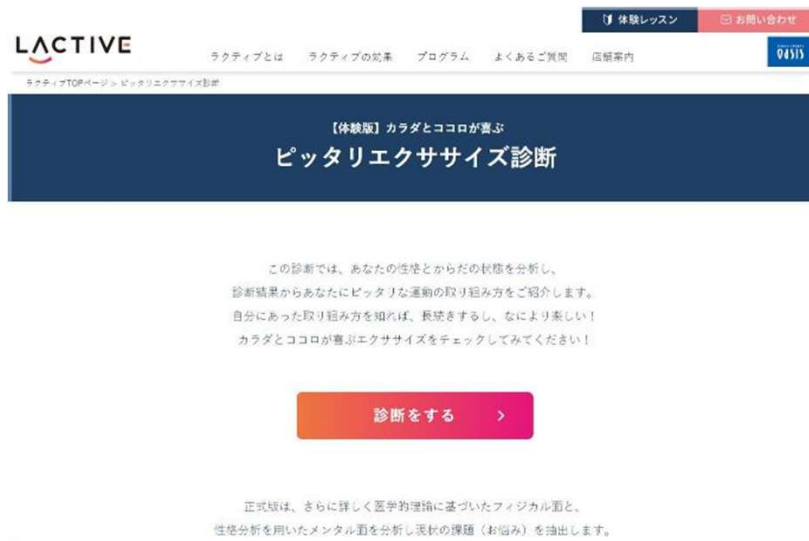 体験レッスン お問い合わせ
LACTIVE
ラクティブとは ラクティブの効果 プログラム よくあるご質問 店舗案内
OASIS
ラクティブTOPページ > ピッタリエクササイズ診断
【体験版】カラダとココロが喜ぶ
ピッタリエクササイズ診断
この診断では、あなたの性格とからだの状態を分析し、
診断結果からあなたにピッタリな運動の取り組み方をご紹介します。
自分にあった取り組み方を知れば、長続きするし、なにより楽しい！
カラダとココロが喜ぶエクササイズをチェックしてみてください！
診断をする
正式版は、さらに詳しく医学的理論に基づいたフィジカル面と、
性格分析を用いたメンタル面を分析し現状の課題（お悩み）を抽出します。